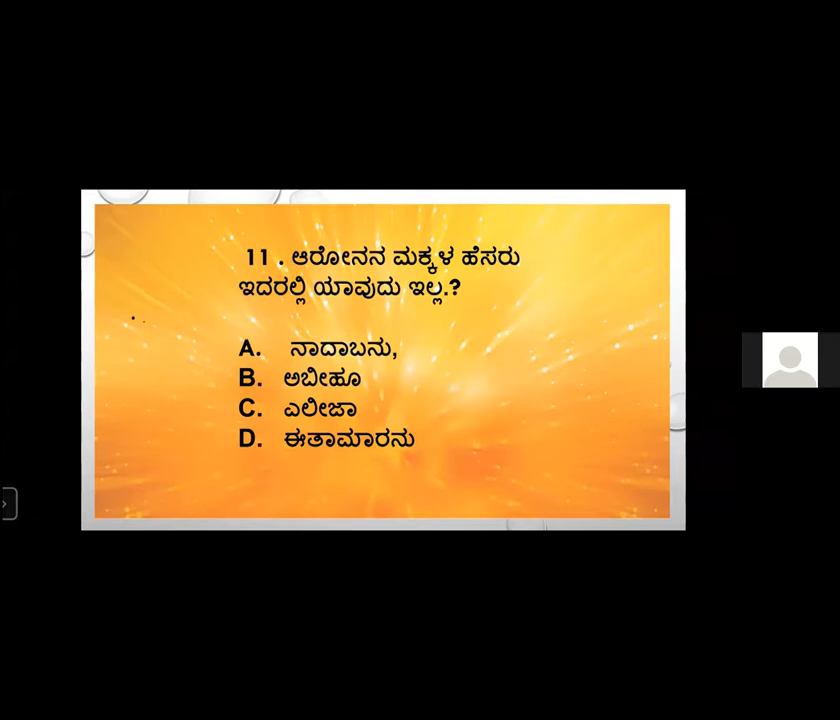 11 . ಆರೋನನ ಮಕ್ಕಳ ಹೆಸರು
ಇದರಲ್ಲಿ ಯಾವುದು ಇಲ್ಲ.?
A. ನಾದಾಬನು,
B. ಅಬೀಹೂ
C. ಎಲೀಜಾ
D. ಈತಾಮಾರನು